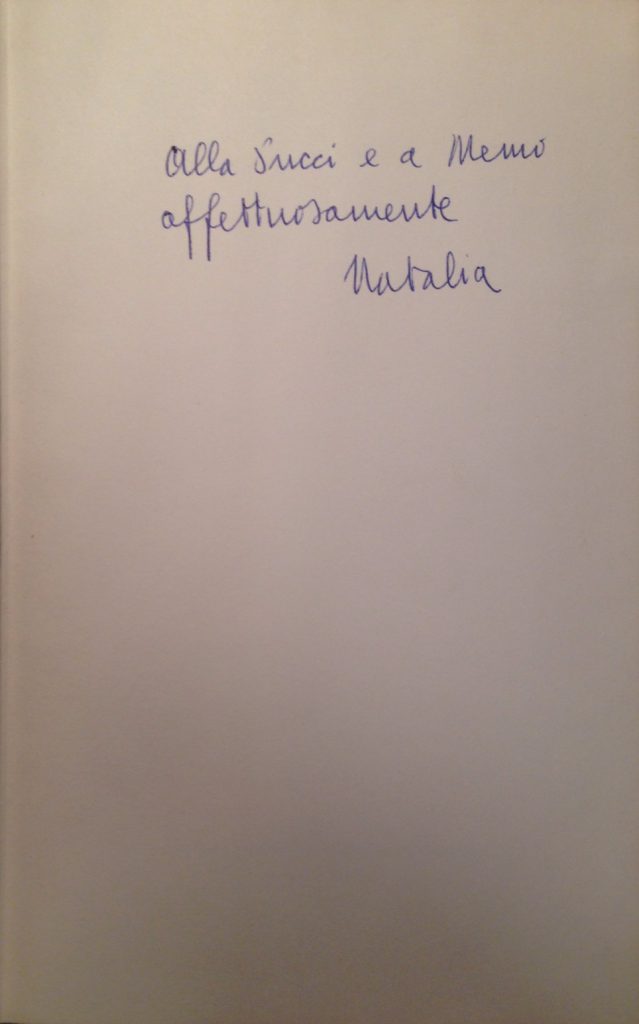 Alla Succi e a Memo
affettuosamente
Natalia